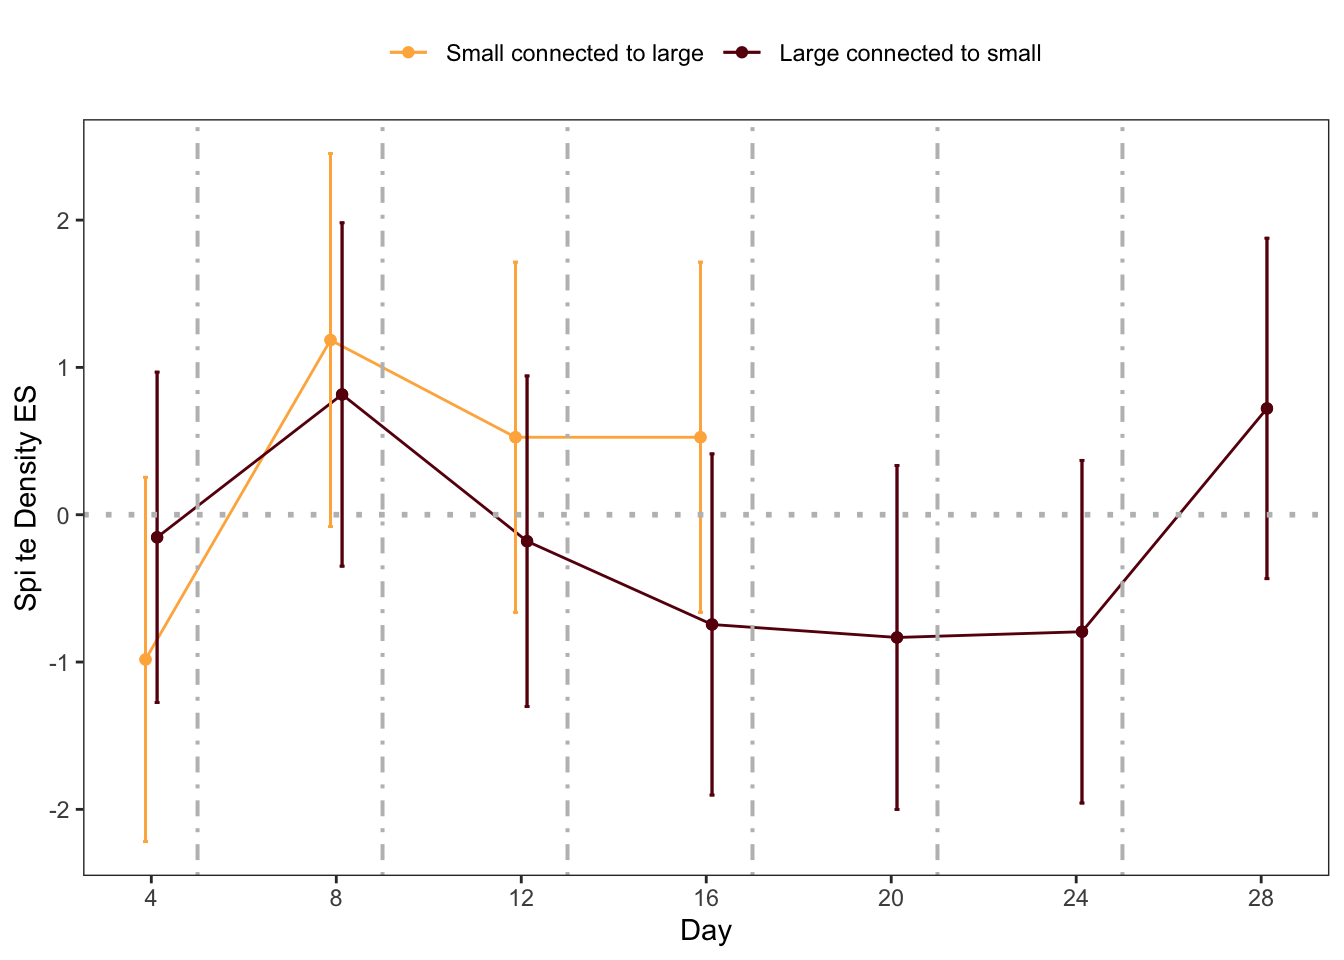 Small connected to large Large connected to small
2
1
0
-1
-2
Spi te Density ES
4 8 12 16 20 24 28
Day